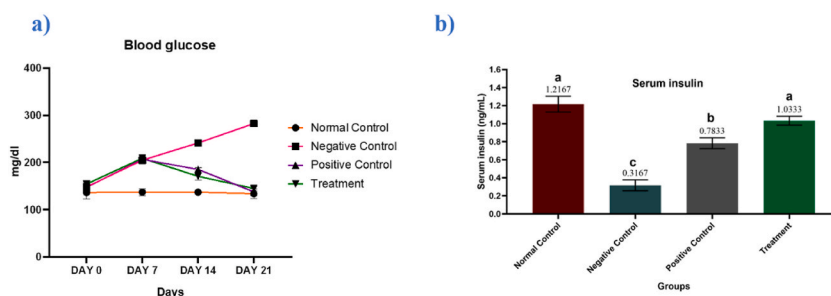 a)
Blood glucose
mg/dl
400
300
200
100
0
DAY 0 DAY 7 DAY 14 DAY 21
Days
Normal Control
Negative Control
Positive Control
Treatment
b)
Serum insulin
Serum insulin (ng/mL)
1.6
1.4
1.2
1.0
0.8
0.6
0.4
0.2
0.0
a
1.2167
c
0.3167
b
0.7833
a
1.0333
Normal Control
Negative Control
Positive Control
Treatment
Groups